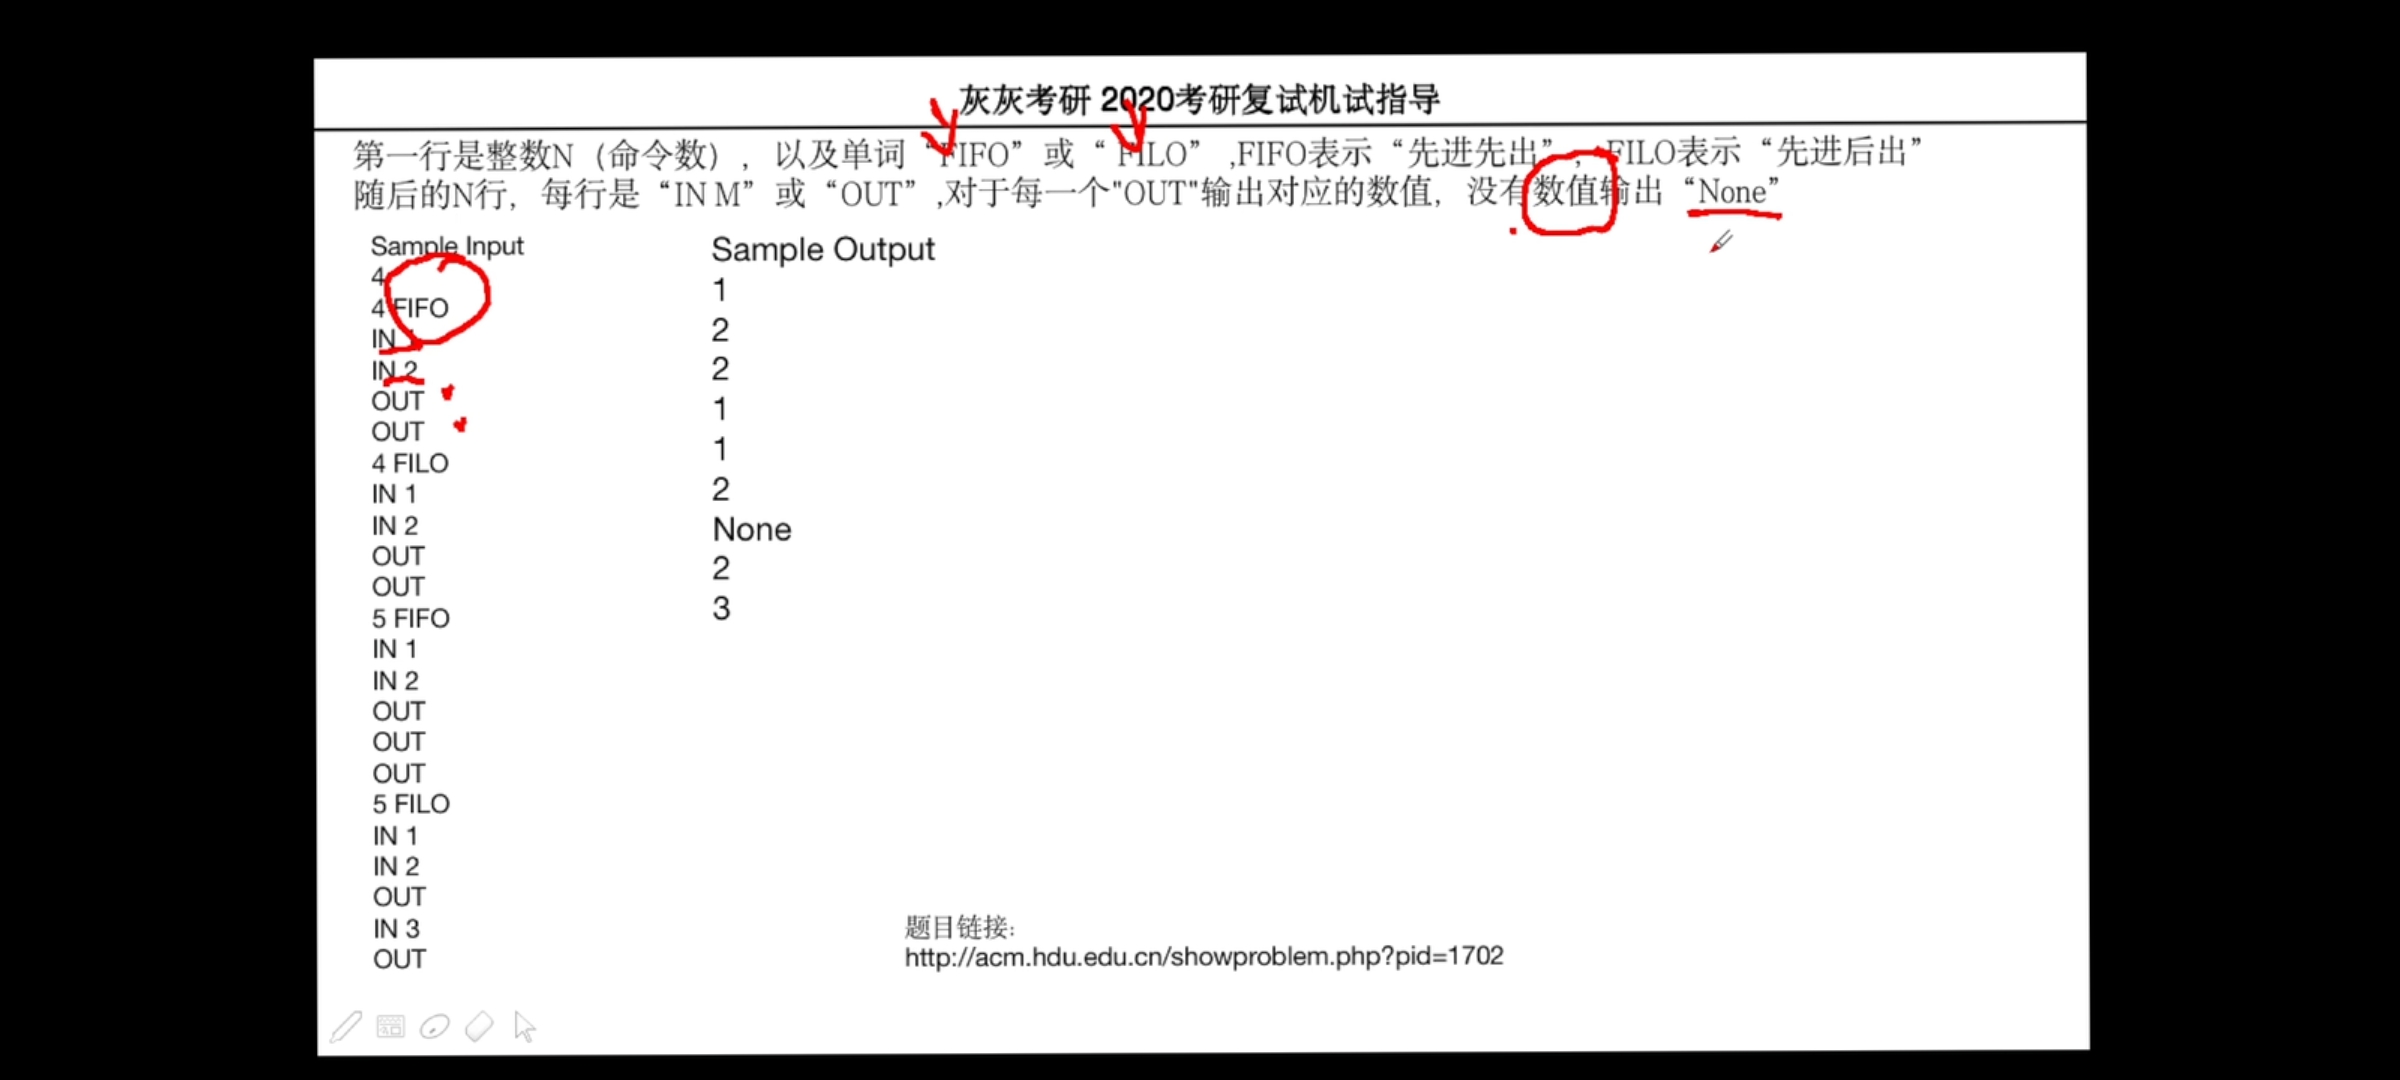 灰灰考研 2020考研复试机试指导
第一行是整数N（命令数），以及单词“FIFO”或“FILO”,FIFO表示“先进先出”，FILO表示“先进后出”
随后的N行，每行是“IN M”或“OUT”,对于每一个"OUT"输出对应的数值，没有数值输出“None”
Sample Input
4
4 FIFO
IN
IN 2
OUT
OUT
4 FILO
IN 1
IN 2
OUT
OUT
5 FIFO
IN 1
IN 2
OUT
OUT
OUT
5 FILO
IN 1
IN 2
OUT
IN 3
OUT
Sample Output
1
2
2
1
1
2
None
2
3
题目链接：
http://acm.hdu.edu.cn/showproblem.php?pid=1702